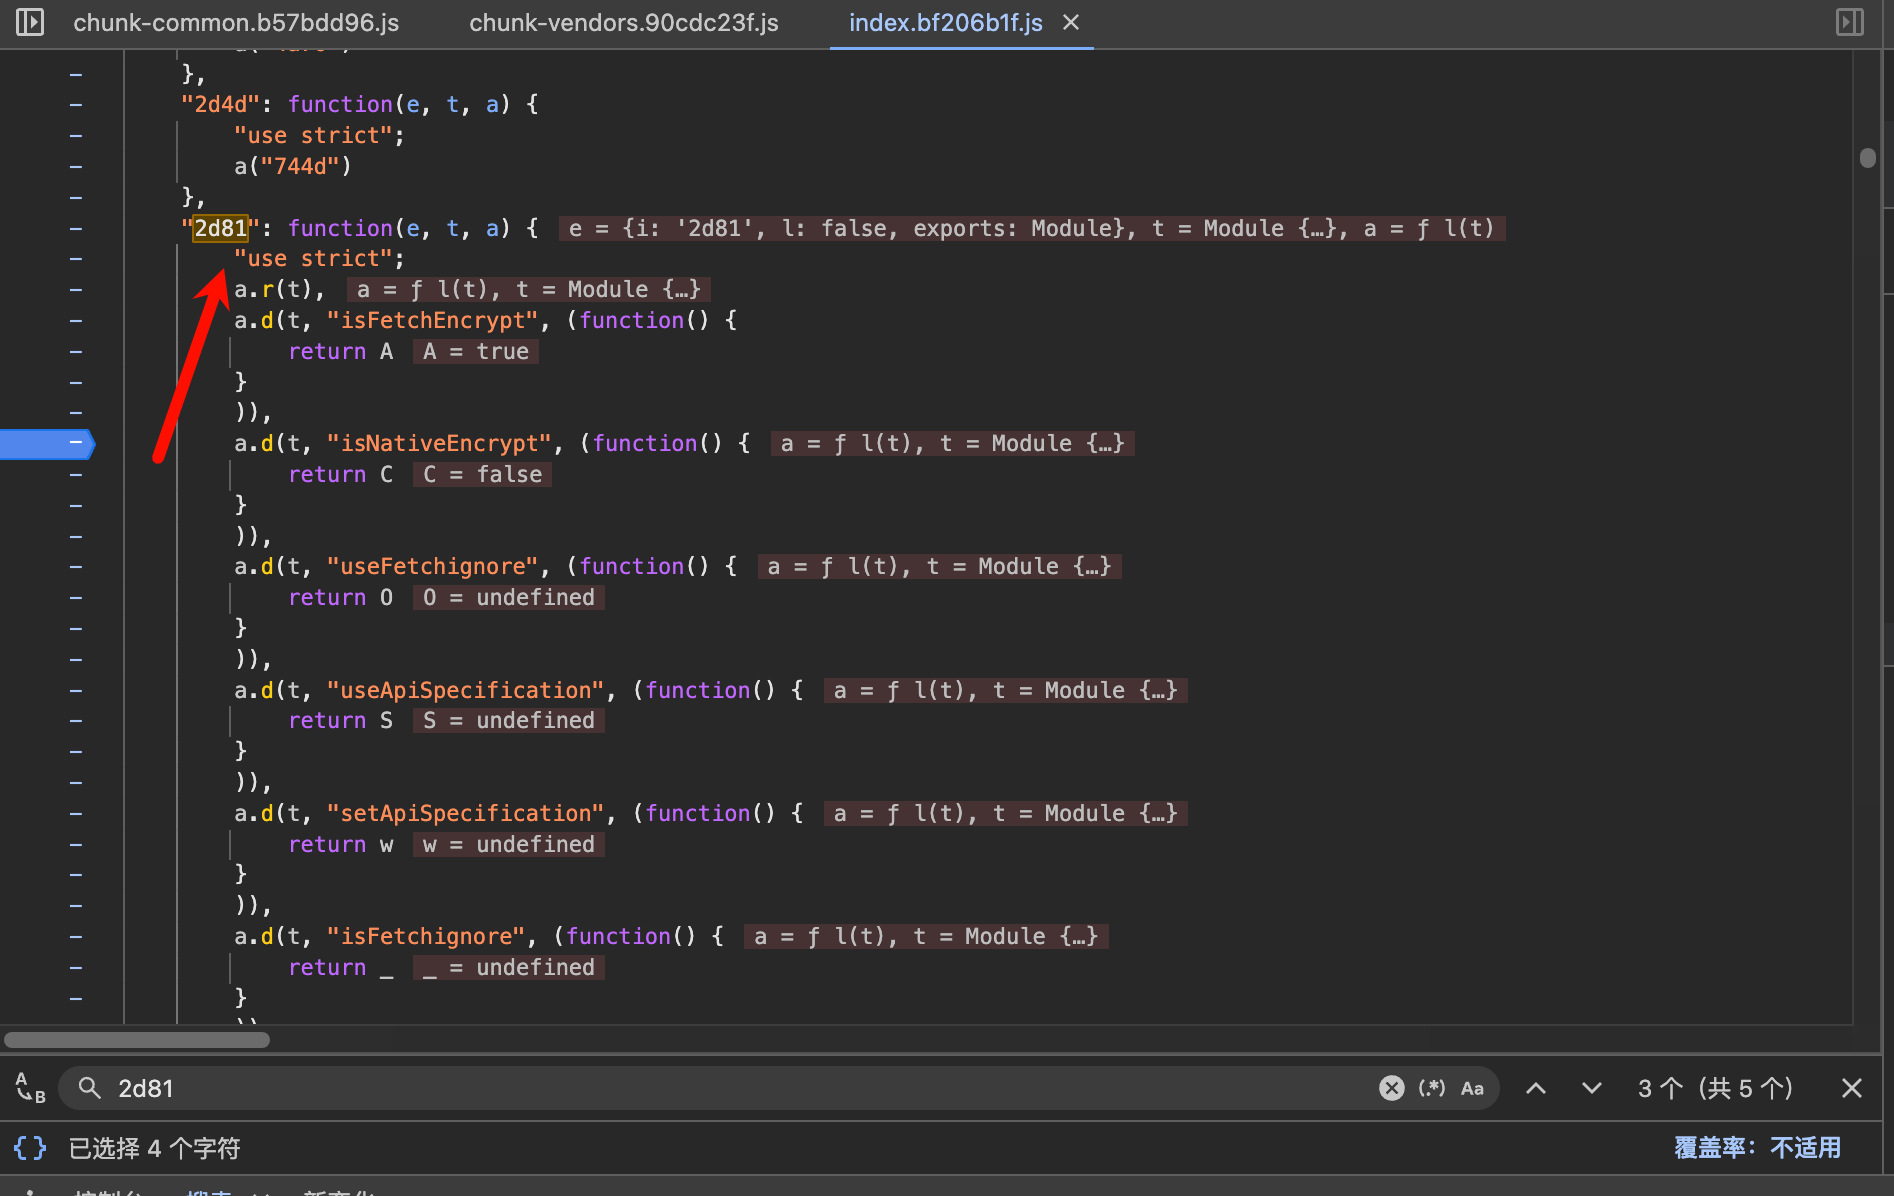 chunk-common.b57bdd96.js chunk-vendors.90cdc23f.js index.bf206b1f.js
},
"2d4d": function(e, t, a) {
"use strict";
a("744d")
},
"2d81": function(e, t, a) { e = {i: '2d81', l: false, exports: Module}, t = Module {…}, a = ƒ l(t)
"use strict";
a.r(t), a = ƒ l(t), t = Module {…}
a.d(t, "isFetchEncrypt", (function() {
return A A = true
}
)),
a.d(t, "isNativeEncrypt", (function() { a = ƒ l(t), t = Module {…}
return C C = false
}
)),
a.d(t, "useFetchignore", (function() { a = ƒ l(t), t = Module {…}
return O O = undefined
}
)),
a.d(t, "useApiSpecification", (function() { a = ƒ l(t), t = Module {…}
return S S = undefined
}
)),
a.d(t, "setApiSpecification", (function() { a = ƒ l(t), t = Module {…}
return w w = undefined
}
)),
a.d(t, "isFetchignore", (function() { a = ƒ l(t), t = Module {…}
return _ _ = undefined
}
A B 2d81 (.*) Aa 3 个（共 5 个）
{} 已选择 4 个字符 覆盖率：不适用